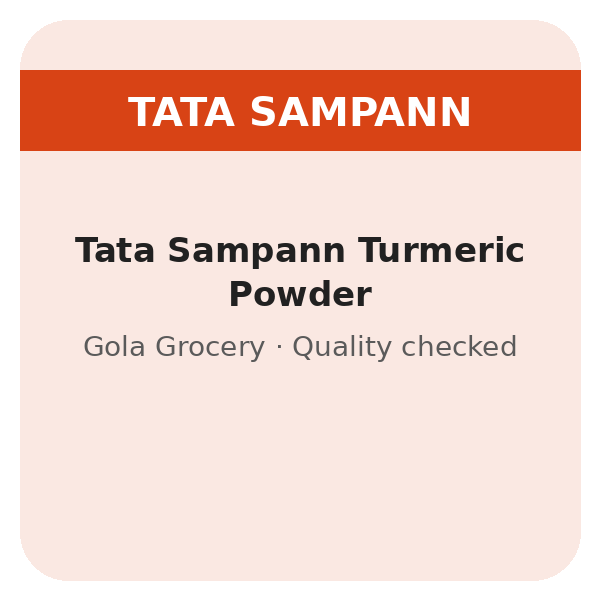 TATA SAMPANN
Tata Sampann Turmeric
Powder
Gola Grocery · Quality checked